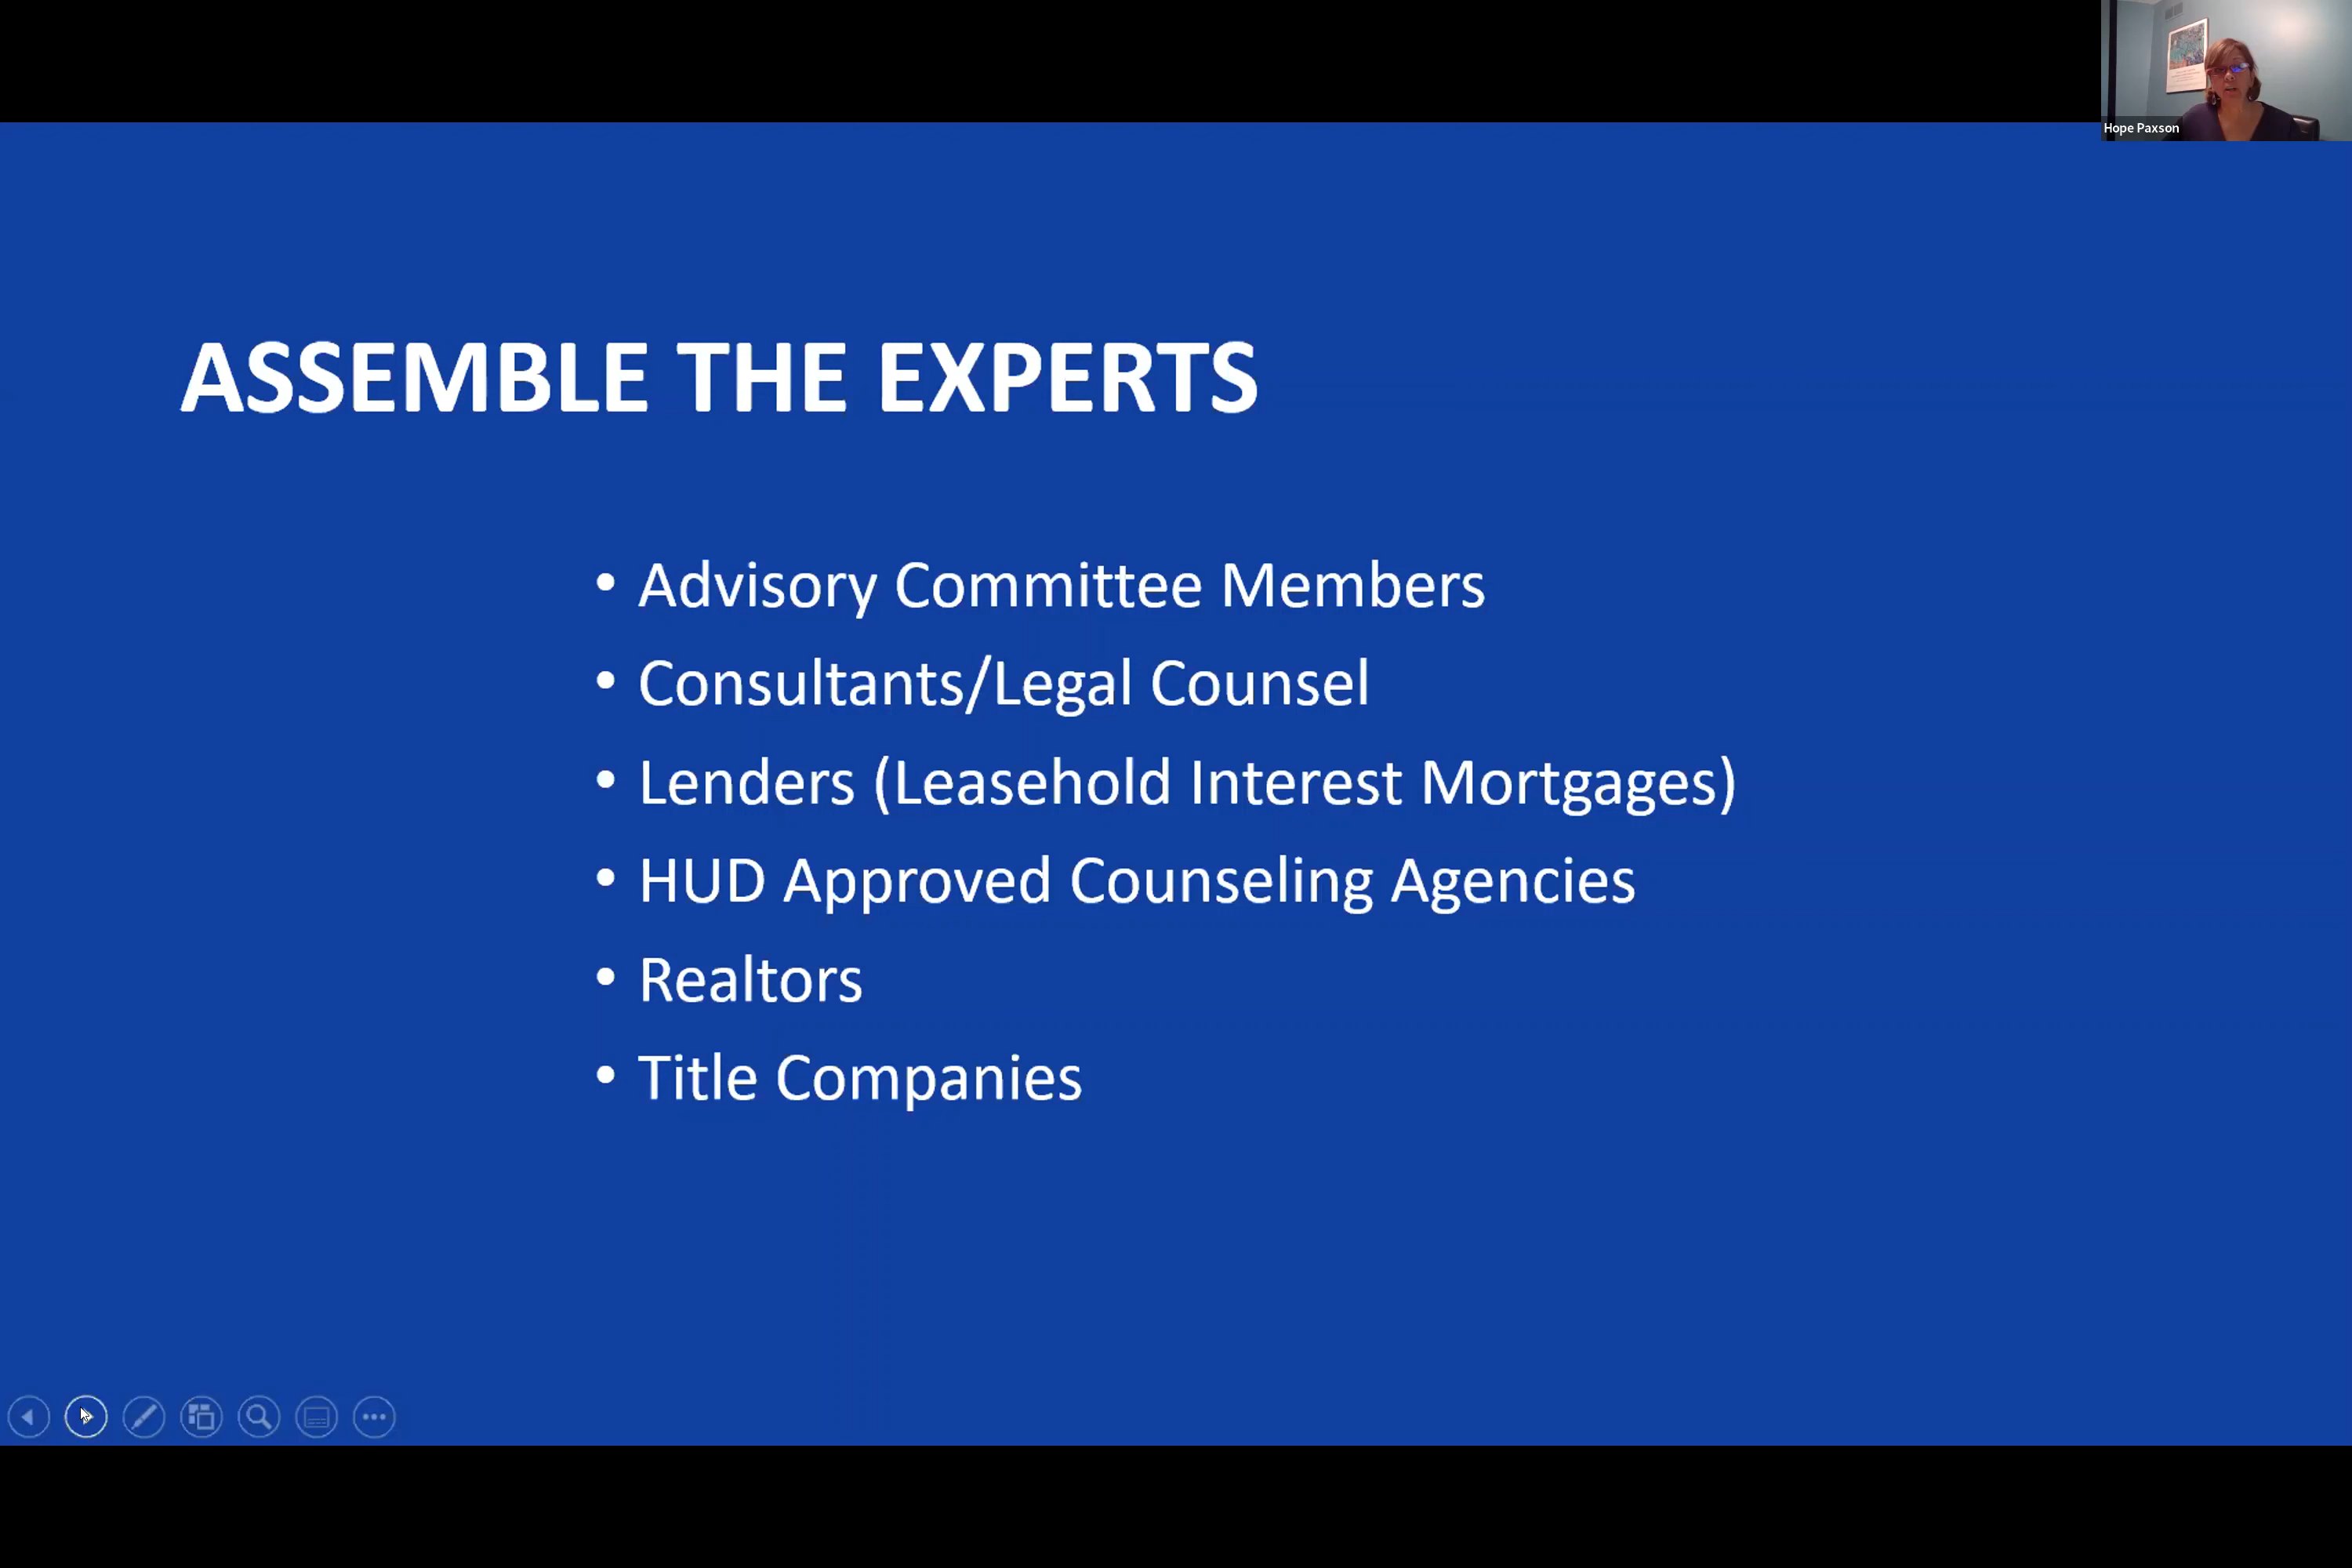 Hope Paxson
ASSEMBLE THE EXPERTS
• Advisory Committee Members
• Consultants/Legal Counsel
• Lenders (Leasehold Interest Mortgages)
• HUD Approved Counseling Agencies
• Realtors
• Title Companies